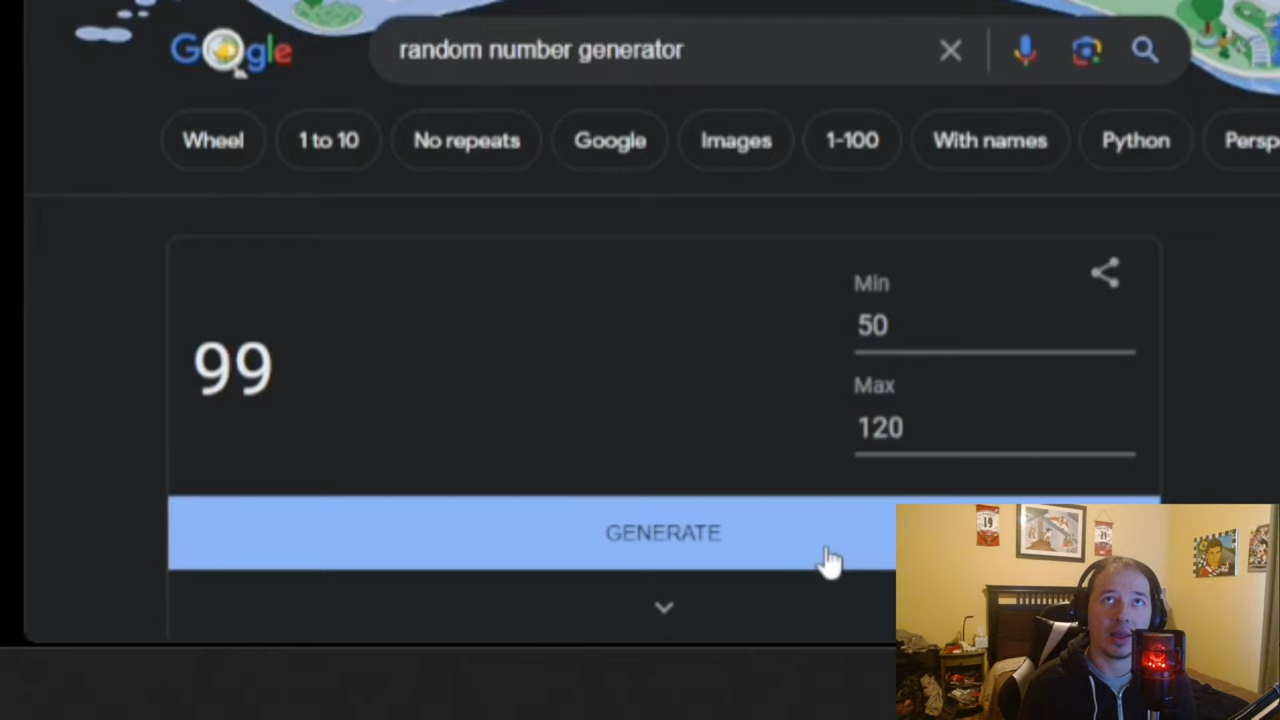 Google
random number generator
Wheel
1 to 10
No repeats
Google
Images
1-100
With names
Python
Persp
Min
50
99
Max
120
GENERATE
19